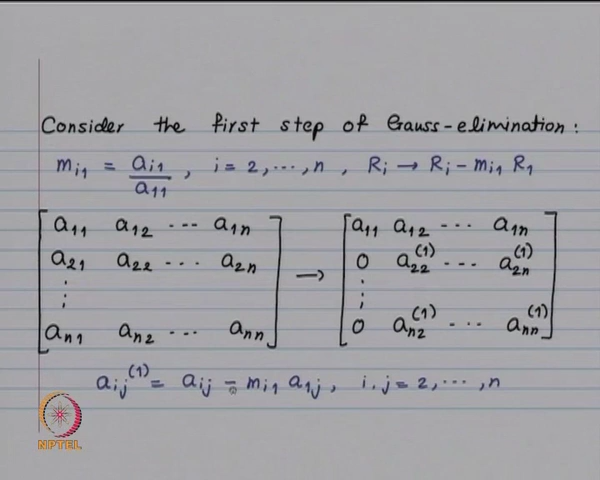 Consider the first step of Gauss-elimination:
m_{i1} = a_{i1} / a_{11} , i = 2, ..., n , R_i → R_i - m_{i1} R_1
[ a_{11} a_{12} --- a_{1n} ] → [ a_{11} a_{12} ... a_{1n} ]
[ a_{21} a_{22} ... a_{2n} ] [ 0 a_{22}^{(1)} ... a_{2n}^{(1)} ]
[ ⋮ ] [ ⋮ ]
[ a_{n1} a_{n2} ... a_{nn} ] [ 0 a_{n2}^{(1)} ... a_{nn}^{(1)} ]
a_{ij}^{(1)} = a_{ij} - m_{i1} a_{1j} , i, j = 2, ..., n
NPTEL